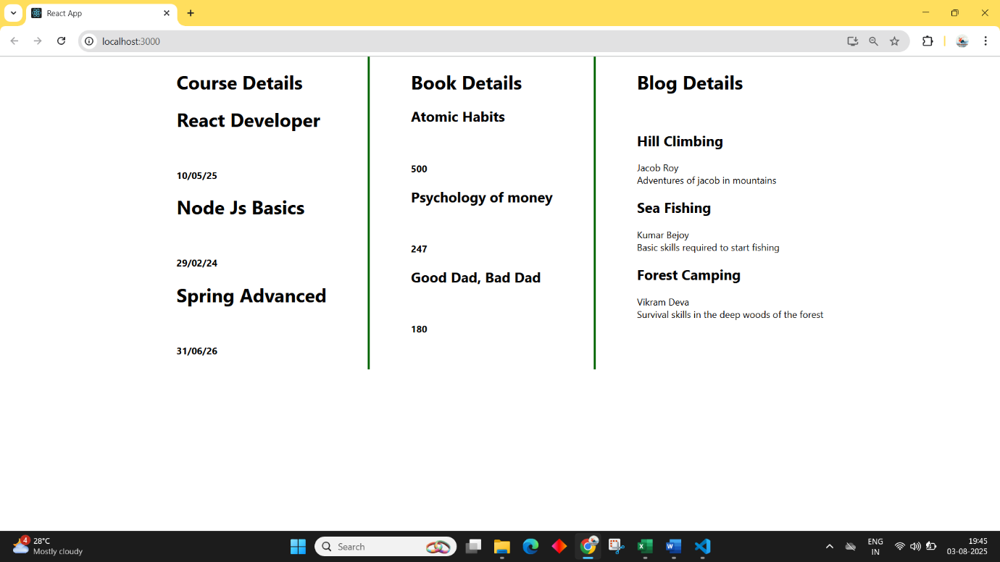 React App
localhost:3000
Course Details
React Developer
10/05/25
Node Js Basics
29/02/24
Spring Advanced
31/06/26
Book Details
Atomic Habits
500
Psychology of money
247
Good Dad, Bad Dad
180
Blog Details
Hill Climbing
Jacob Roy
Adventures of jacob in mountains
Sea Fishing
Kumar Bejoy
Basic skills required to start fishing
Forest Camping
Vikram Deva
Survival skills in the deep woods of the forest
4
28°C
Mostly cloudy
Search
ENG
IN
19:45
03-08-2025